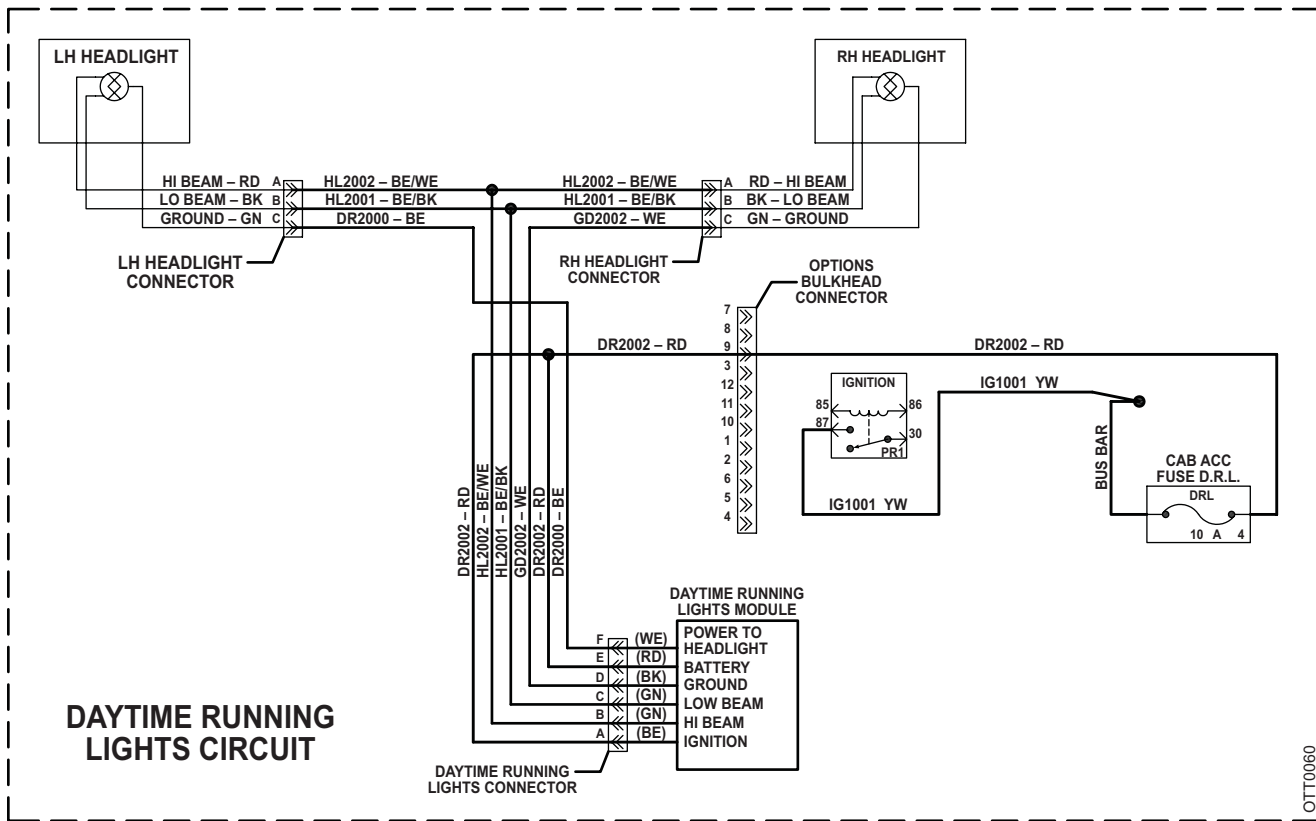 LH HEADLIGHT
RH HEADLIGHT
HI BEAM – RD A
HL2002 – BE/WE
HL2002 – BE/WE
A RD – HI BEAM
LO BEAM – BK B
HL2001 – BE/BK
HL2001 – BE/BK
B BK – LO BEAM
GROUND – GN C
DR2000 – BE
GD2002 – WE
C GN – GROUND
LH HEADLIGHT
CONNECTOR
RH HEADLIGHT
CONNECTOR
OPTIONS
BULKHEAD
CONNECTOR
7
8
9
3
12
11
10
1
2
6
5
4
DR2002 – RD
DR2002 – RD
IGNITION
85
86
87
30
PR1
IG1001 YW
IG1001 YW
BUS BAR
CAB ACC
FUSE D.R.L.
DRL
10 A 4
DR2002 – RD
HL2002 – BE/WE
HL2001 – BE/BK
GD2002 – WE
DR2002 – RD
DR2000 – BE
DAYTIME RUNNING
LIGHTS MODULE
F (WE) POWER TO
HEADLIGHT
E (RD) BATTERY
D (BK) GROUND
C (GN) LOW BEAM
B (GN) HI BEAM
A (BE) IGNITION
DAYTIME RUNNING
LIGHTS CONNECTOR
DAYTIME RUNNING
LIGHTS CIRCUIT
OTT0060